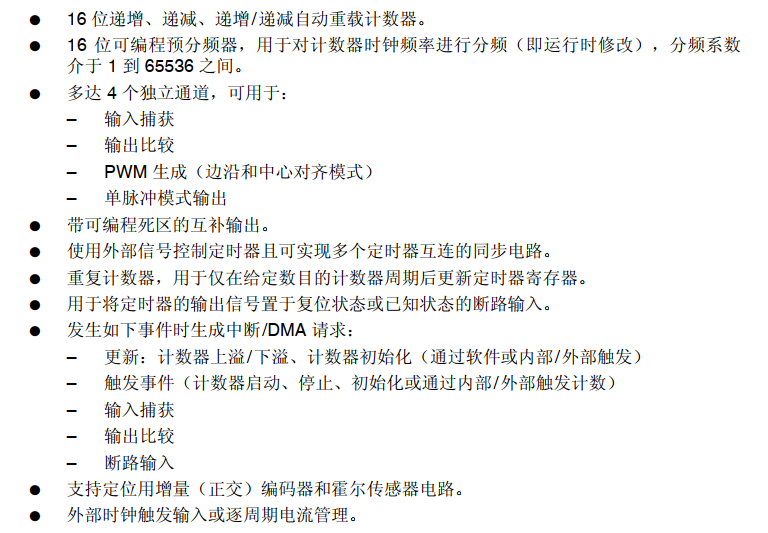 ● 16 位递增、递减、递增/递减自动重载计数器。
● 16 位可编程预分频器，用于对计数器时钟频率进行分频（即运行时修改），分频系数
介于 1 到 65536 之间。
● 多达 4 个独立通道，可用于：
– 输入捕获
– 输出比较
– PWM 生成（边沿和中心对齐模式）
– 单脉冲模式输出
● 带可编程死区的互补输出。
● 使用外部信号控制定时器且可实现多个定时器互连的同步电路。
● 重复计数器，用于仅在给定数目的计数器周期后更新定时器寄存器。
● 用于将定时器的输出信号置于复位状态或已知状态的断路输入。
● 发生如下事件时生成中断/DMA 请求：
– 更新：计数器上溢/下溢、计数器初始化（通过软件或内部/外部触发）
– 触发事件（计数器启动、停止、初始化或通过内部/外部触发计数）
– 输入捕获
– 输出比较
– 断路输入
● 支持定位用增量（正交）编码器和霍尔传感器电路。
● 外部时钟触发输入或逐周期电流管理。